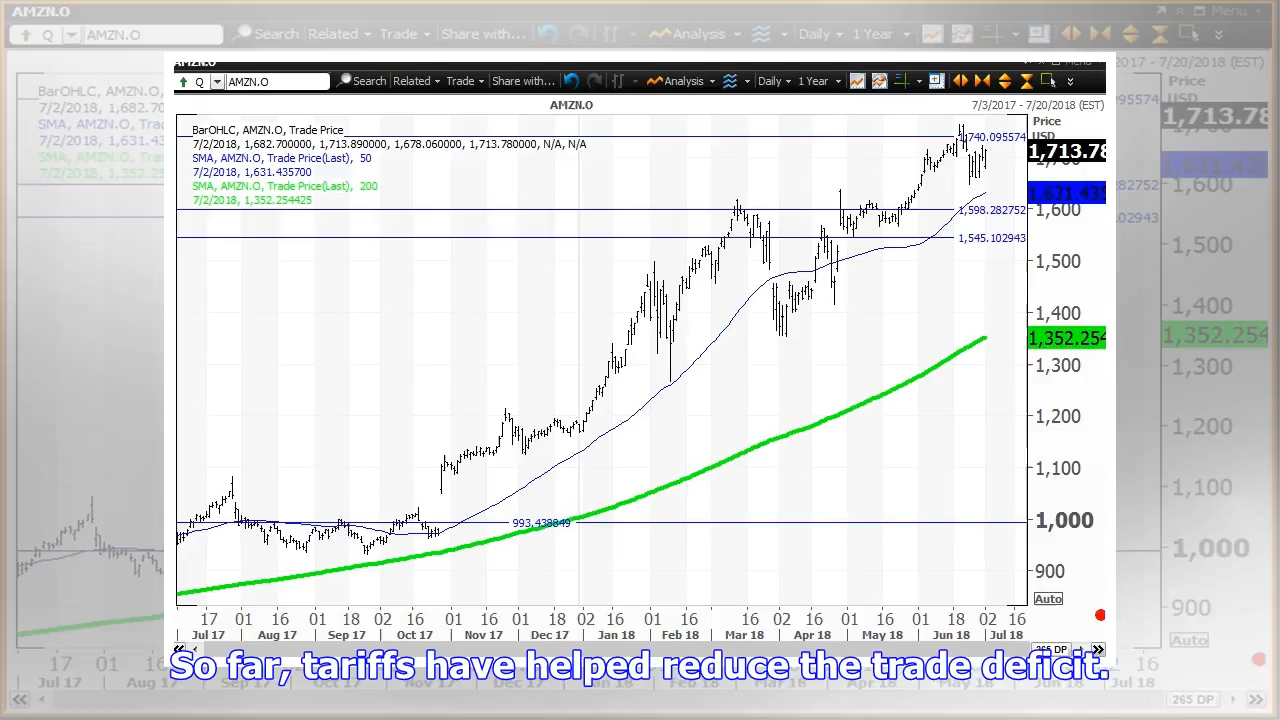 AMZN.O
Q AMZN.O Search Related Trade Share with... Analysis Daily 1 Year
AMZN.O
7/3/2017 - 7/20/2018 (EST)
BarOHLC, AMZN.O, Trade Price
7/2/2018, 1,682.700000, 1,713.890000, 1,678.060000, 1,713.780000, N/A, N/A
SMA, AMZN.O, Trade Price(Last), 50
7/2/2018, 1,631.435700
SMA, AMZN.O, Trade Price(Last), 200
7/2/2018, 1,352.254425
Price
USD
740.095574
1,713.78
1,631.435
1,600
1,598.282752
1,545.102943
1,500
1,400
1,352.254
1,300
1,200
1,100
993.438849
1,000
900
Auto
17 01 16 01 18 02 16 01 16 01 18 02 16 01 16 01 16 02 16 01 16 01 18 02 16
Jul 17 Aug 17 Sep 17 Oct 17 Nov 17 Dec 17 Jan 18 Feb 18 Mar 18 Apr 18 May 18 Jun 18 Jul 18
265 DP
So far, tariffs have helped reduce the trade deficit.